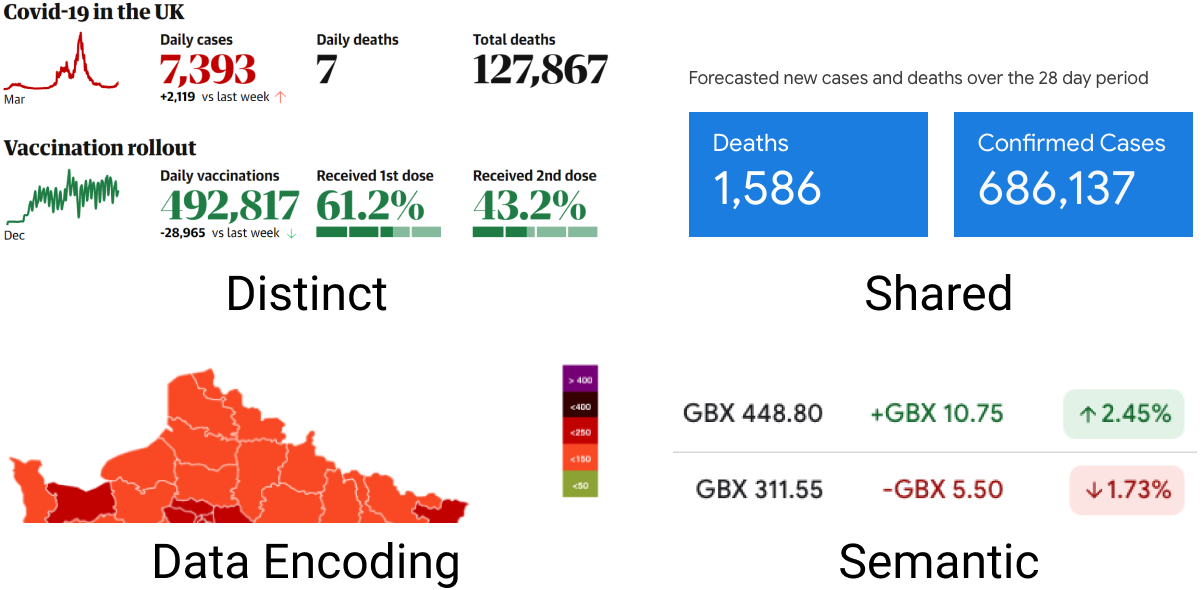 Covid-19 in the UK
Daily cases
7,393
+2,119 vs last week ↑
Daily deaths
7
Total deaths
127,867
Mar
Vaccination rollout
Daily vaccinations
492,817
-28,965 vs last week ↓
Received 1st dose
61.2%
Received 2nd dose
43.2%
Dec
Distinct
Forecasted new cases and deaths over the 28 day period
Deaths
1,586
Confirmed Cases
686,137
Shared
> 400
<400
<250
<150
<50
Data Encoding
GBX 448.80 +GBX 10.75 ↑2.45%
GBX 311.55 -GBX 5.50 ↓1.73%
Semantic